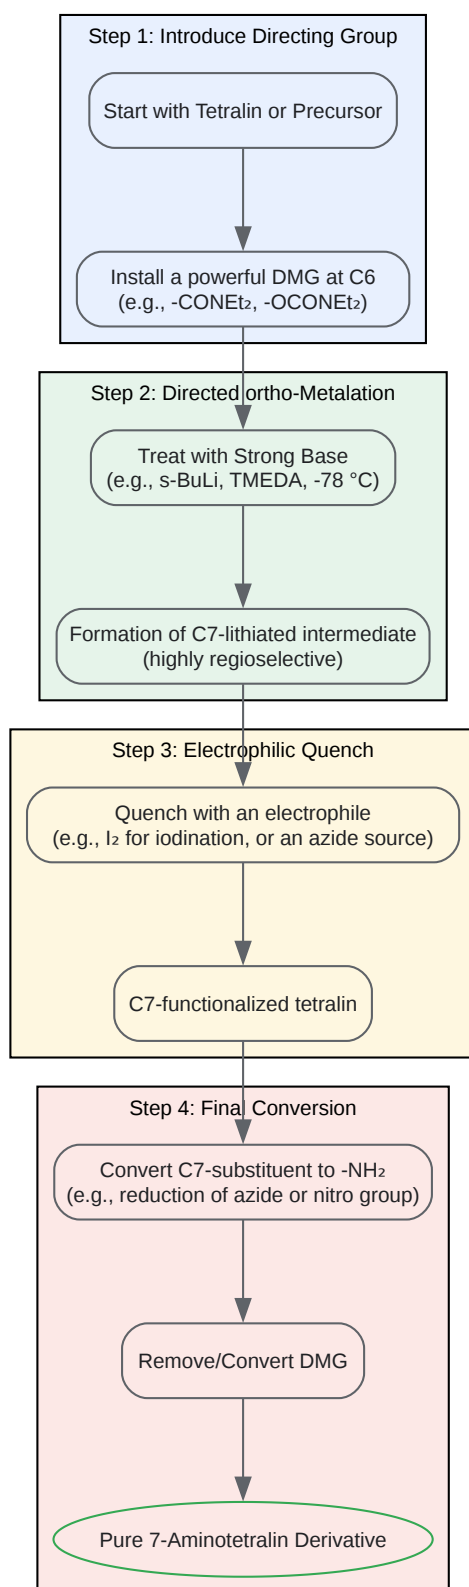 Step 1: Introduce Directing Group
Start with Tetralin or Precursor
Install a powerful DMG at C6
(e.g., -CONEt₂, -OCONEt₂)
Step 2: Directed ortho-Metalation
Treat with Strong Base
(e.g., s-BuLi, TMEDA, -78 °C)
Formation of C7-lithiated intermediate
(highly regioselective)
Step 3: Electrophilic Quench
Quench with an electrophile
(e.g., I₂ for iodination, or an azide source)
C7-functionalized tetralin
Step 4: Final Conversion
Convert C7-substituent to -NH₂
(e.g., reduction of azide or nitro group)
Remove/Convert DMG
Pure 7-Aminotetralin Derivative